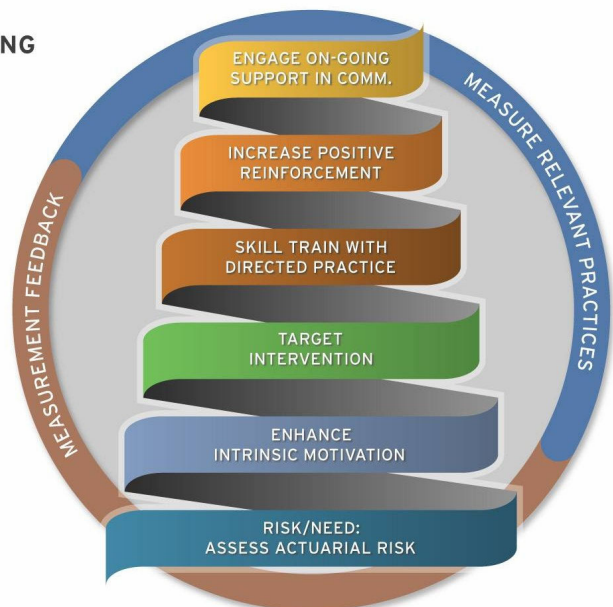 NG
ENGAGE ON-GOING
SUPPORT IN COMM.
INCREASE POSITIVE
REINFORCEMENT
SKILL TRAIN WITH
DIRECTED PRACTICE
TARGET
INTERVENTION
ENHANCE
INTRINSIC MOTIVATION
RISK/NEED:
ASSESS ACTUARIAL RISK
MEASUREMENT FEEDBACK
MEASURE RELEVANT PRACTICES